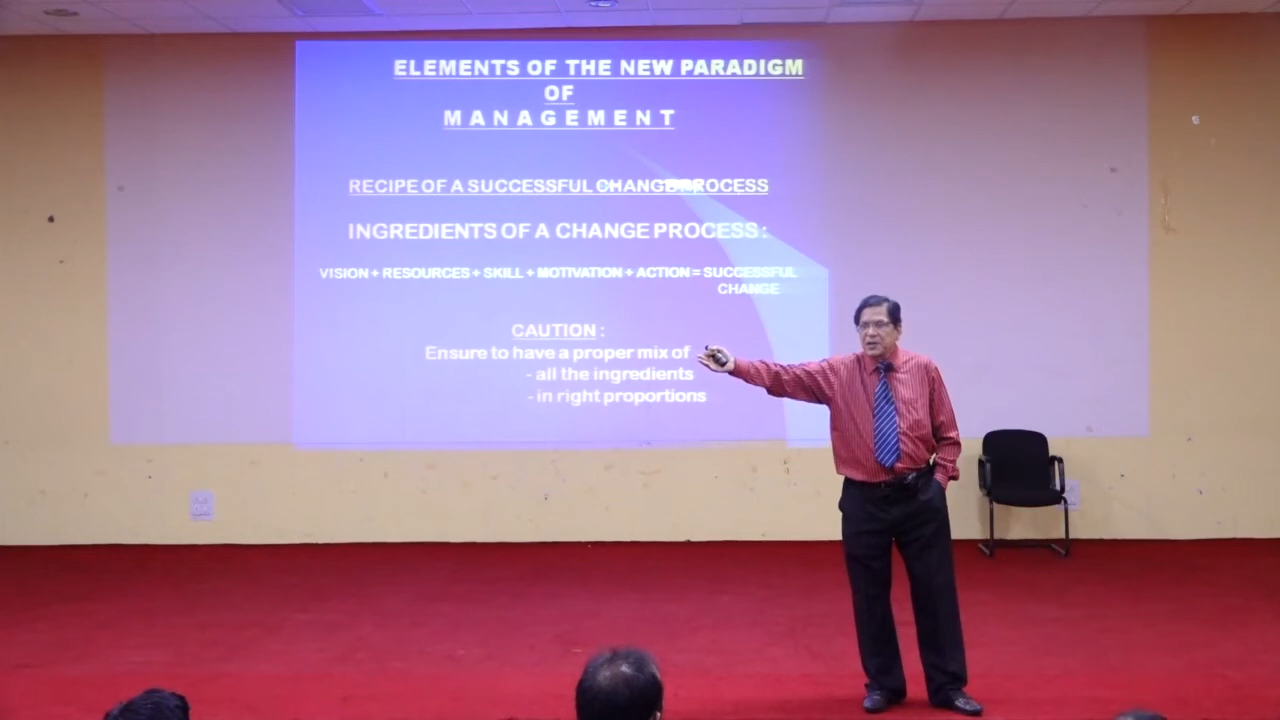 ELEMENTS OF THE NEW PARADIGM
OF
MANAGEMENT
RECIPE OF A SUCCESSFUL CHANGE PROCESS
INGREDIENTS OF A CHANGE PROCESS :
VISION + RESOURCES + SKILL + MOTIVATION + ACTION = SUCCESSFUL
CHANGE
CAUTION :
Ensure to have a proper mix of
- all the ingredients
- in right proportions